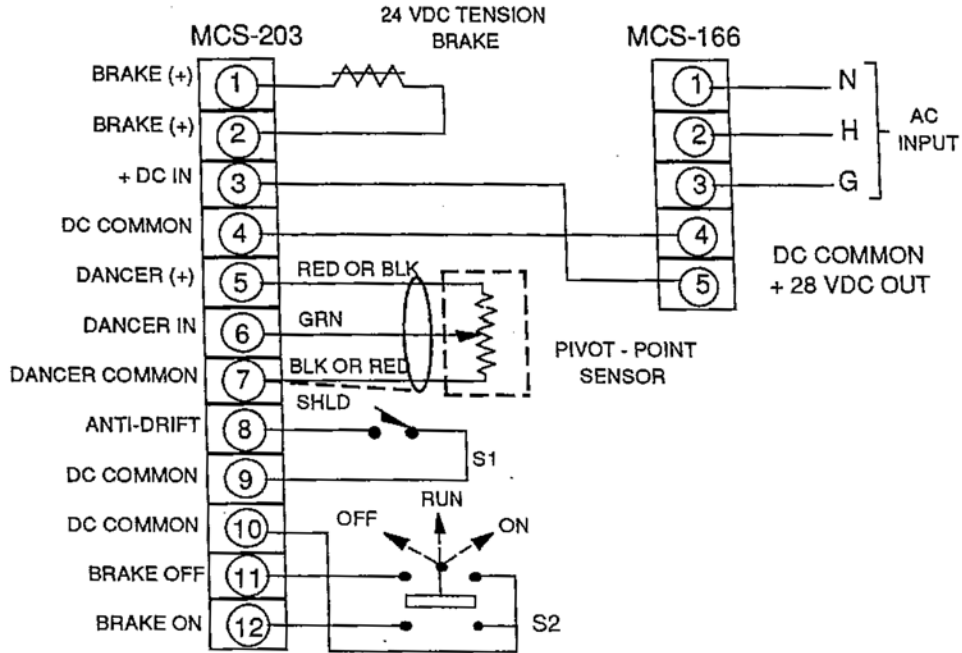 24 VDC TENSION
BRAKE
MCS-203
MCS-166
BRAKE (+)
1
BRAKE (+)
2
+ DC IN
3
DC COMMON
4
DANCER (+)
5
DANCER IN
6
DANCER COMMON
7
ANTI-DRIFT
8
DC COMMON
9
DC COMMON
10
BRAKE OFF
11
BRAKE ON
12
1
N
2
H
3
G
4
5
AC
INPUT
DC COMMON
+ 28 VDC OUT
RED OR BLK
GRN
BLK OR RED
SHLD
PIVOT - POINT
SENSOR
S1
OFF
RUN
ON
S2